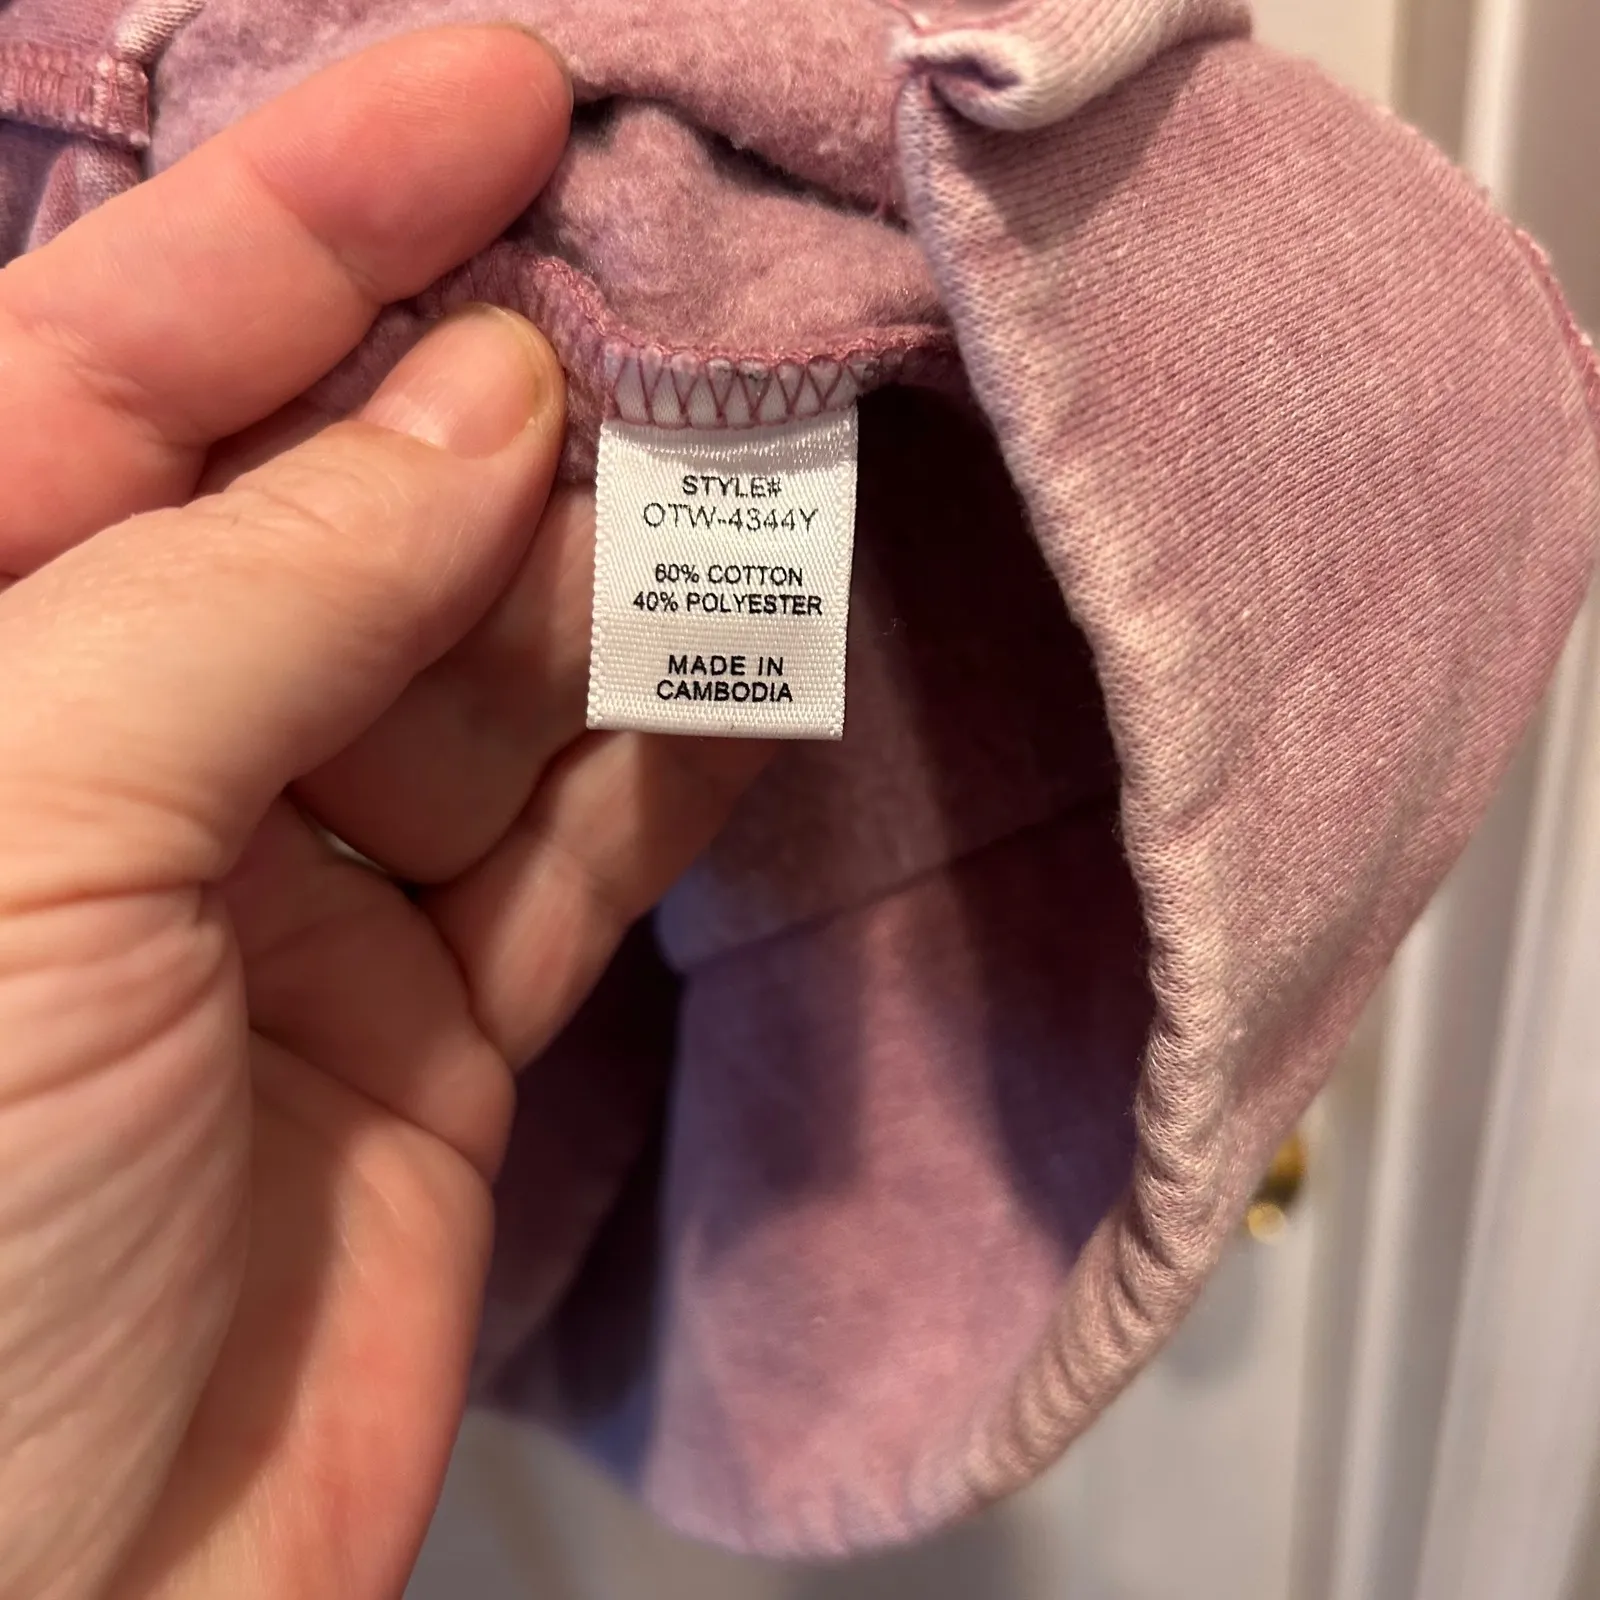 STYLE#
OTW-4344Y
60% COTTON
40% POLYESTER
MADE IN
CAMBODIA